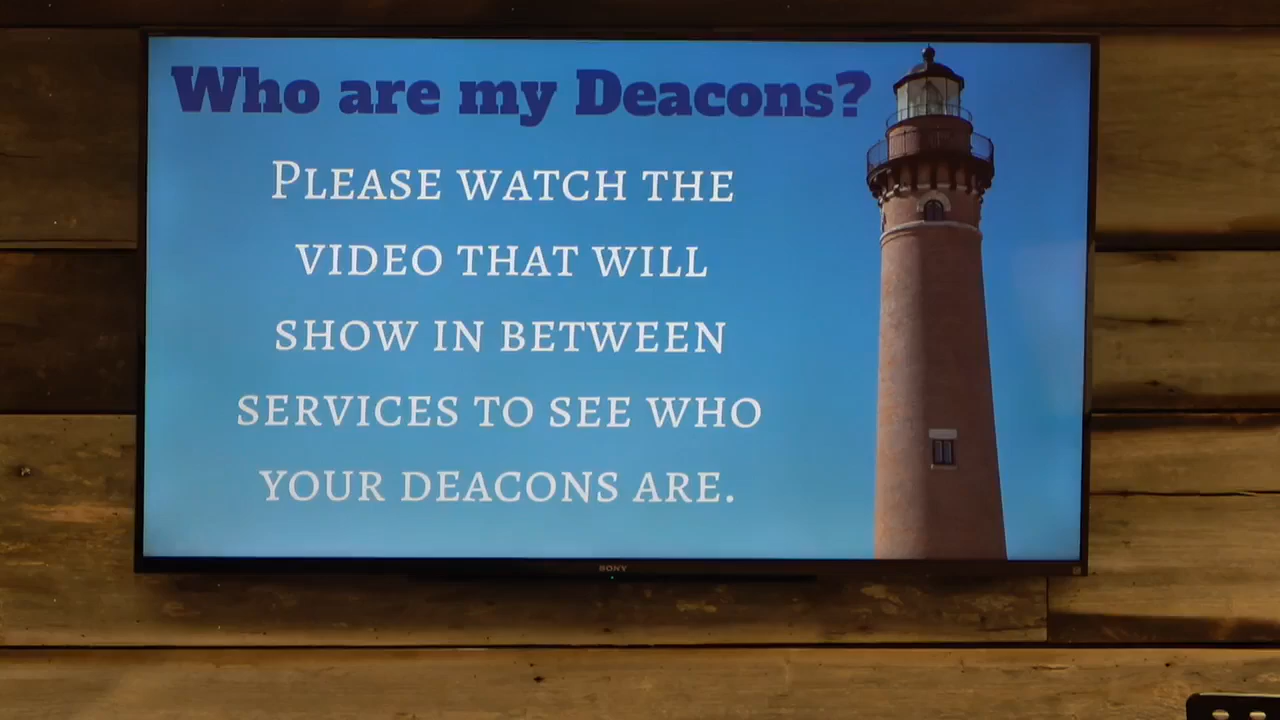 Who are my Deacons?
Please watch the
video that will
show in between
services to see who
your deacons are.
SONY